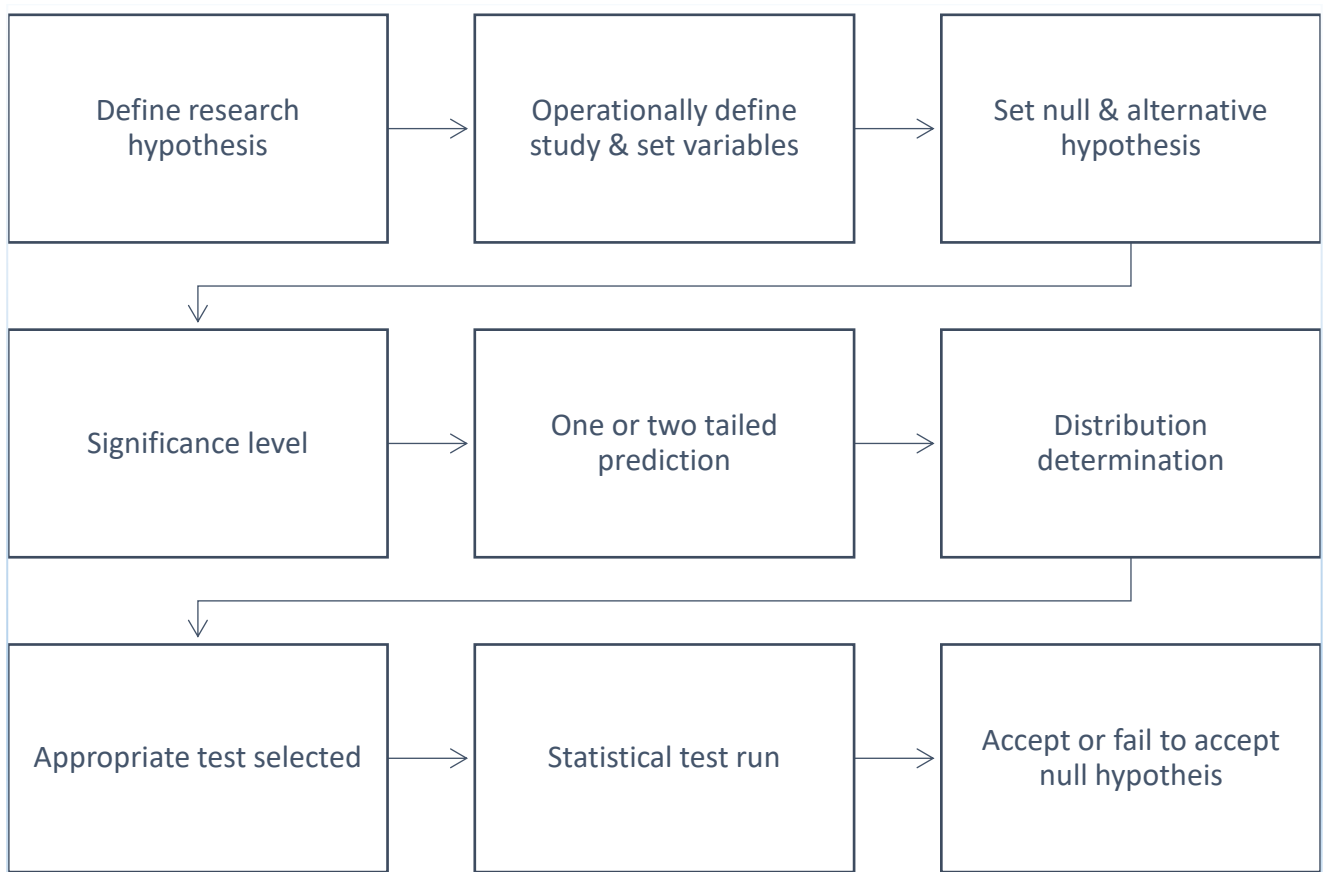 Define research
hypothesis
Operationally define
study & set variables
Set null & alternative
hypothesis
Significance level
One or two tailed
prediction
Distribution
determination
Appropriate test selected
Statistical test run
Accept or fail to accept
null hypotheis